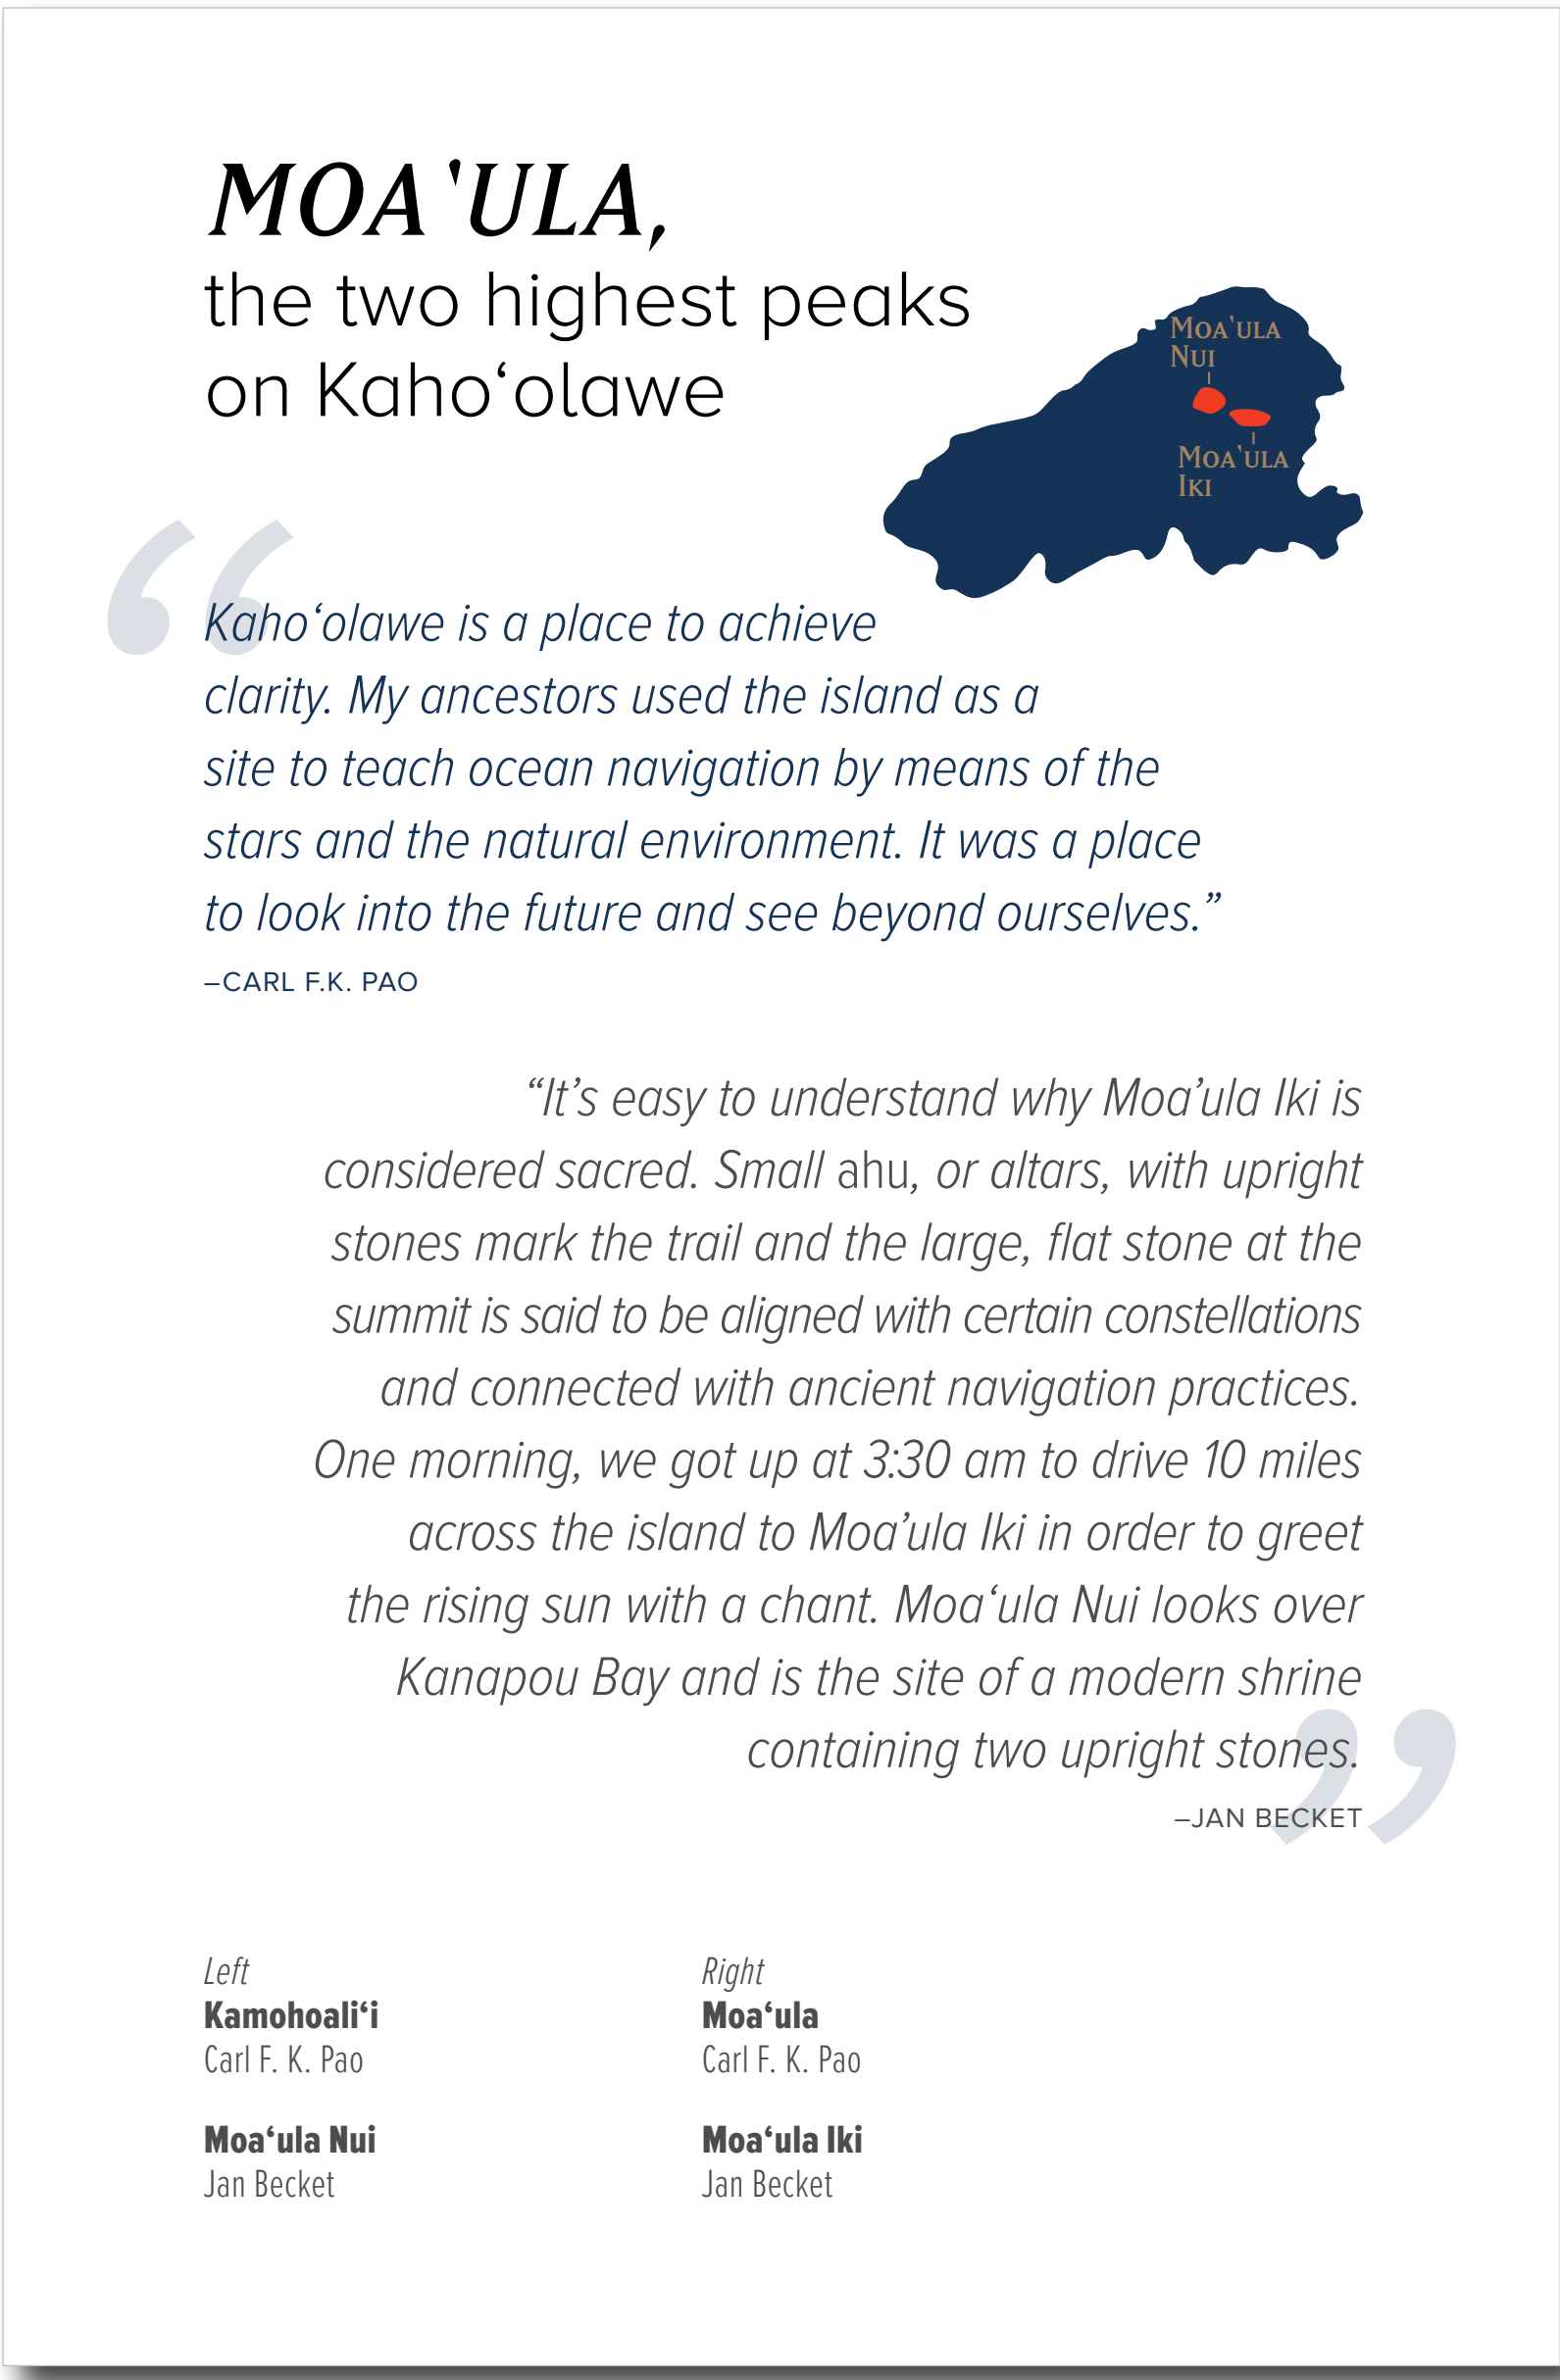 MOAʻULA,
the two highest peaks
on Kahoʻolawe
MOAʻULA
NUI
MOAʻULA
IKI
“Kahoʻolawe is a place to achieve
clarity. My ancestors used the island as a
site to teach ocean navigation by means of the
stars and the natural environment. It was a place
to look into the future and see beyond ourselves.”
–CARL F.K. PAO
“It’s easy to understand why Moa’ula Iki is
considered sacred. Small ahu, or altars, with upright
stones mark the trail and the large, flat stone at the
summit is said to be aligned with certain constellations
and connected with ancient navigation practices.
One morning, we got up at 3:30 am to drive 10 miles
across the island to Moa’ula Iki in order to greet
the rising sun with a chant. Moa‘ula Nui looks over
Kanapou Bay and is the site of a modern shrine
containing two upright stones.”
–JAN BECKET
Left
Kamohoali‘i
Carl F. K. Pao
Moa‘ula Nui
Jan Becket
Right
Moa‘ula
Carl F. K. Pao
Moa‘ula Iki
Jan Becket